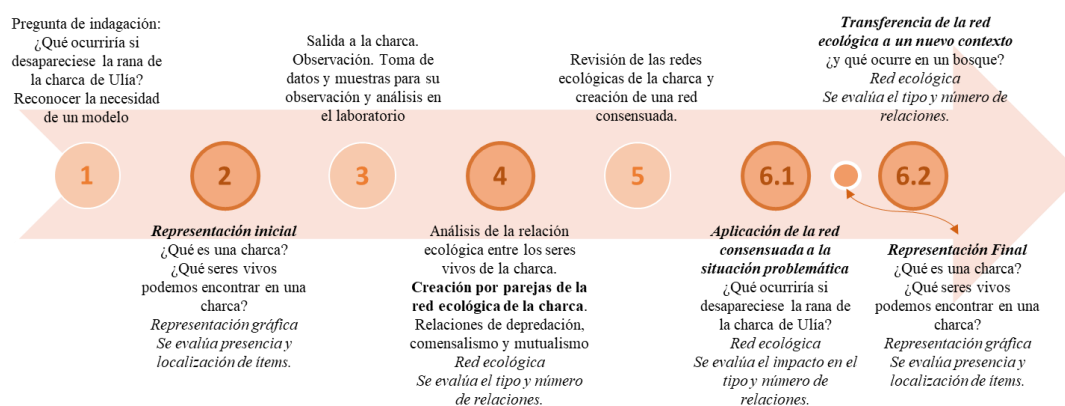 Pregunta de indagación:
¿Qué ocurriría si
desapareciese la rana de
la charca de Ulía?
Reconocer la necesidad
de un modelo
1
Representación inicial
¿Qué es una charca?
¿Qué seres vivos
podemos encontrar en una
charca?
Representación gráfica
Se evalúa presencia y
localización de ítems.
2
Salida a la charca.
Observación. Toma de
datos y muestras para su
observación y análisis en
el laboratorio
3
4
Análisis de la relación
ecológica entre los seres
vivos de la charca.
Creación por parejas de la
red ecológica de la charca.
Relaciones de depredación,
comensalismo y mutualismo
Red ecológica
Se evalúa el tipo y número
de relaciones.
Revisión de las redes
ecológicas de la charca y
creación de una red
consensuada.
5
6.1
Aplicación de la red
consensuada a la
situación problemática
¿Qué ocurriría si
desapareciese la rana de
la charca de Ulía?
Red ecológica
Se evalúa el impacto en el
tipo y número de
relaciones.
Transferencia de la red
ecológica a un nuevo contexto
¿y qué ocurre en un bosque?
Red ecológica
Se evalúa el tipo y número de
relaciones.
6.2
Representación Final
¿Qué es una charca?
¿Qué seres vivos
podemos encontrar en una
charca?
Representación gráfica
Se evalúa presencia y
localización de ítems.